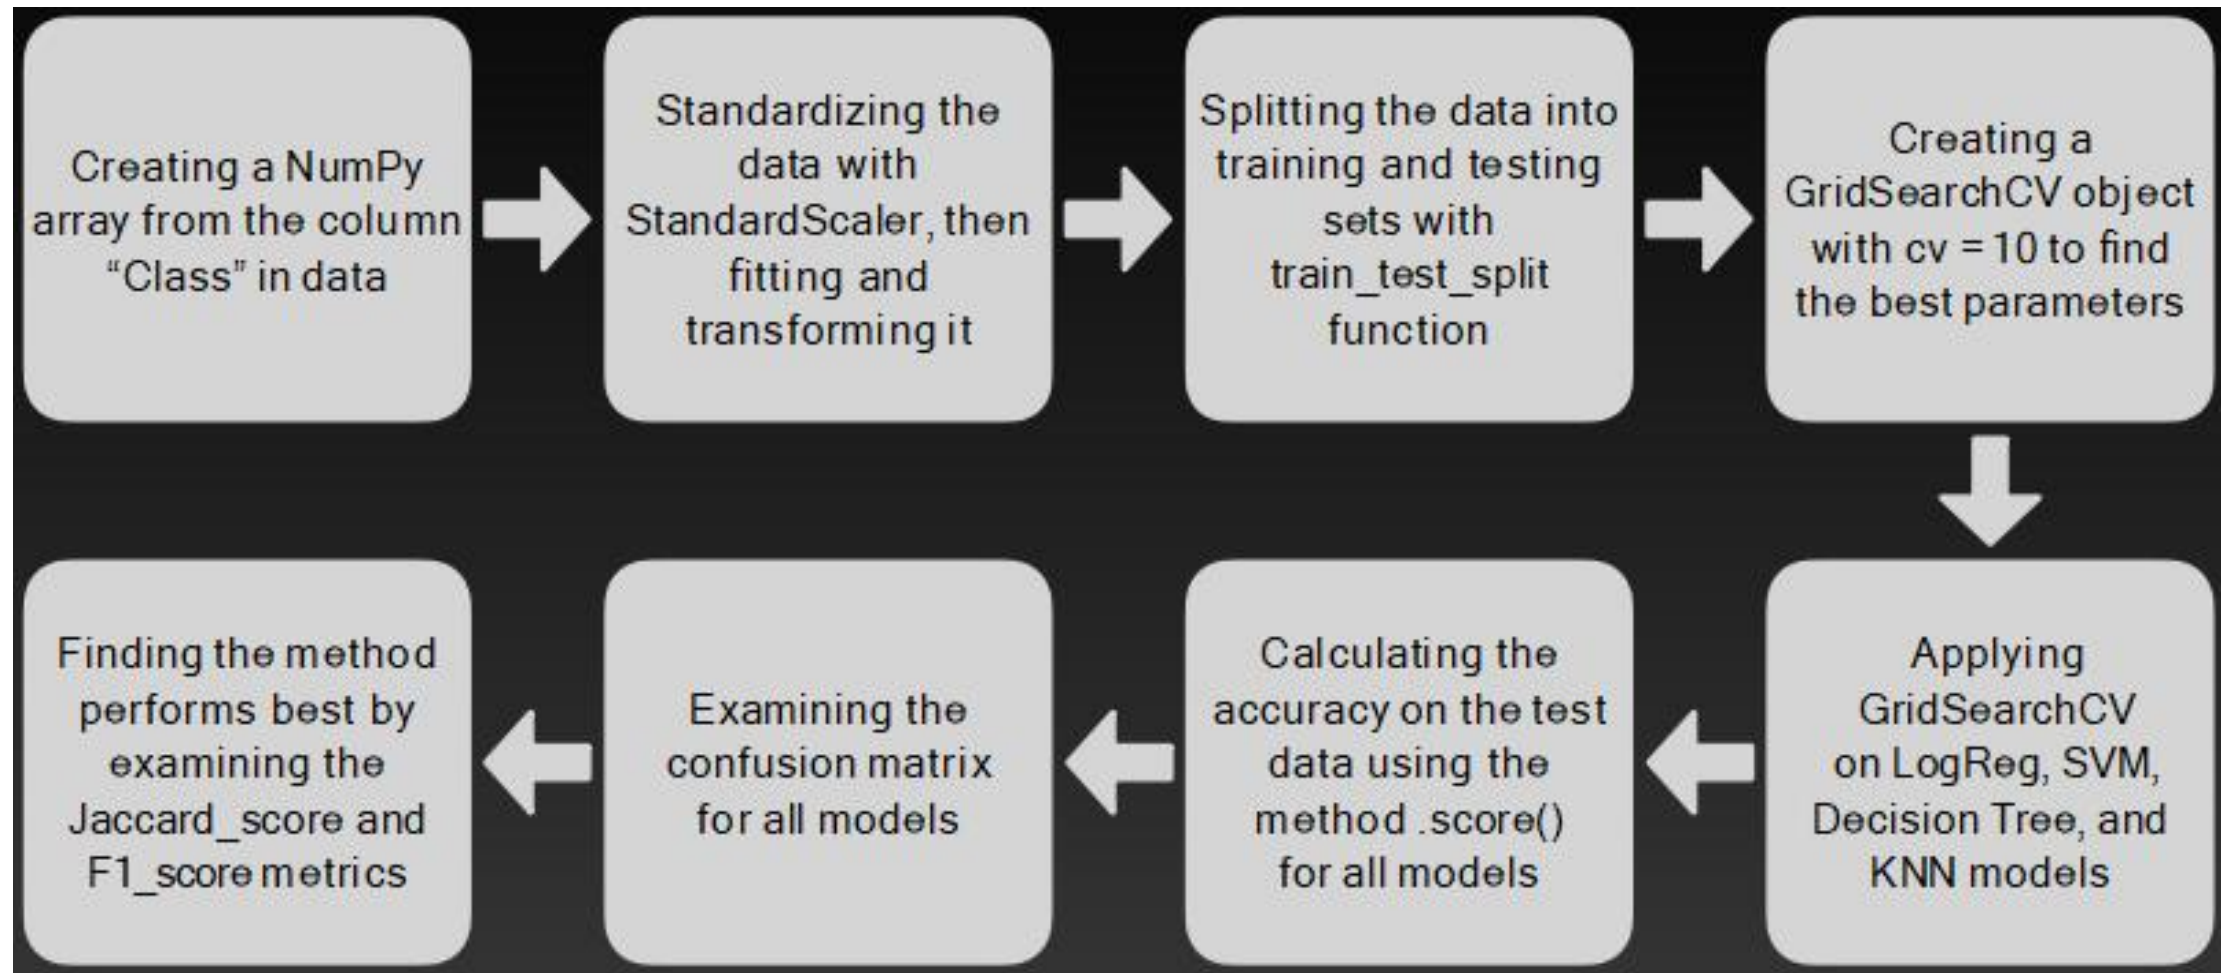 Creating a NumPy
array from the column
“Class” in data
Standardizing the
data with
StandardScaler, then
fitting and
transforming it
Splitting the data into
training and testing
sets with
train_test_split
function
Creating a
GridSearchCV object
with cv = 10 to find
the best parameters
Applying
GridSearchCV
on LogReg, SVM,
Decision Tree, and
KNN models
Calculating the
accuracy on the test
data using the
method .score()
for all models
Examining the
confusion matrix
for all models
Finding the method
performs best by
examining the
Jaccard_score and
F1_score metrics